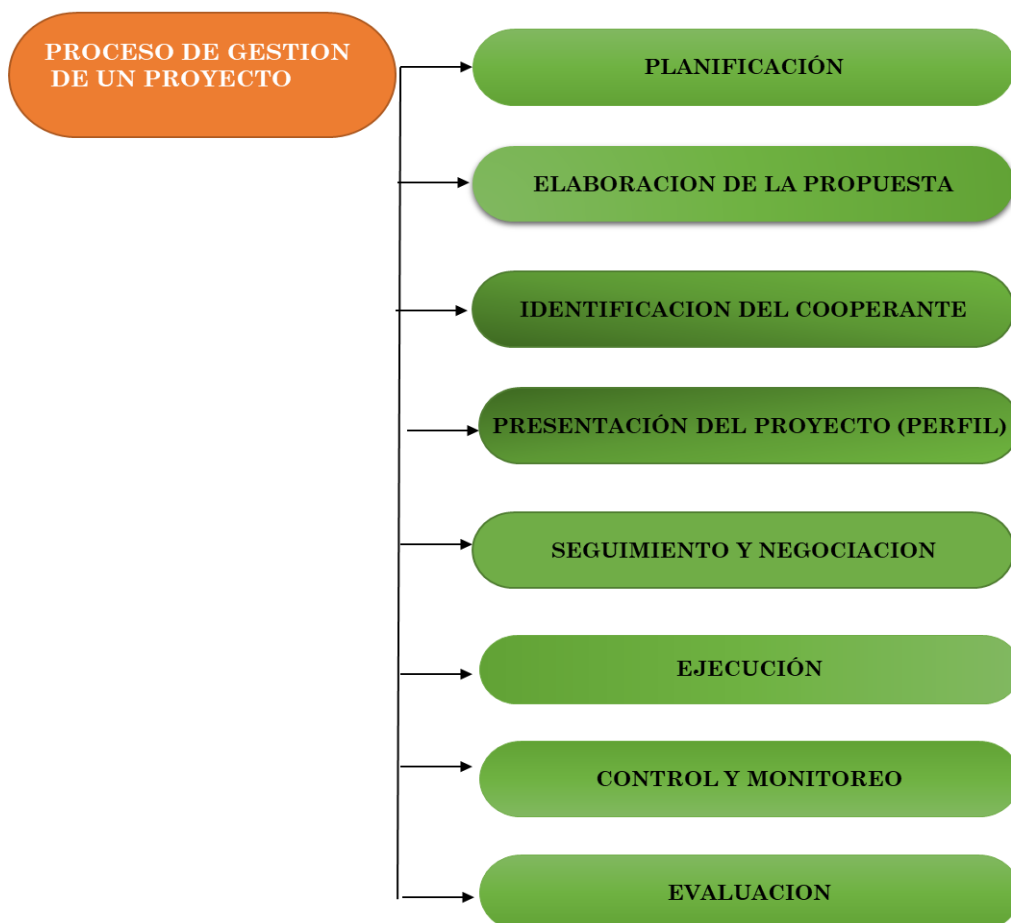 PROCESO DE GESTION
DE UN PROYECTO
PLANIFICACIÓN
ELABORACION DE LA PROPUESTA
IDENTIFICACION DEL COOPERANTE
PRESENTACIÓN DEL PROYECTO (PERFIL)
SEGUIMIENTO Y NEGOCIACION
EJECUCIÓN
CONTROL Y MONITOREO
EVALUACION